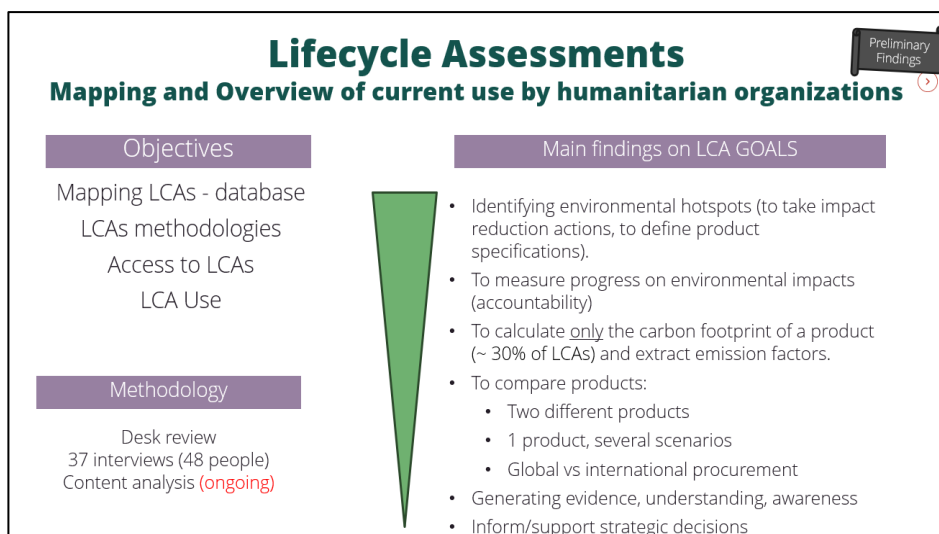 Lifecycle Assessments
Mapping and Overview of current use by humanitarian organizations
Preliminary
Findings
Objectives
Mapping LCAs - database
LCAs methodologies
Access to LCAs
LCA Use
Methodology
Desk review
37 interviews (48 people)
Content analysis (ongoing)
Main findings on LCA GOALS
• Identifying environmental hotspots (to take impact
reduction actions, to define product
specifications).
• To measure progress on environmental impacts
(accountability)
• To calculate only the carbon footprint of a product
(~ 30% of LCAs) and extract emission factors.
• To compare products:
• Two different products
• 1 product, several scenarios
• Global vs international procurement
• Generating evidence, understanding, awareness
• Inform/support strategic decisions